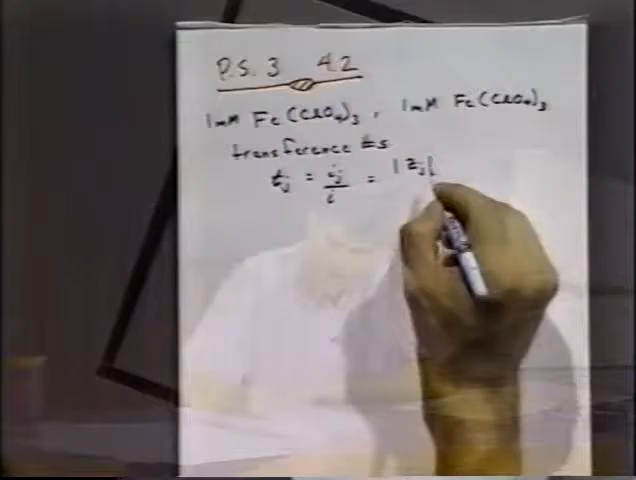 P.S. 3 4.2
1mM Fe(ClO₄)₃ , 1mM Fe(ClO₄)₃
transference #s
tⱼ = iⱼ/i = |zⱼ|